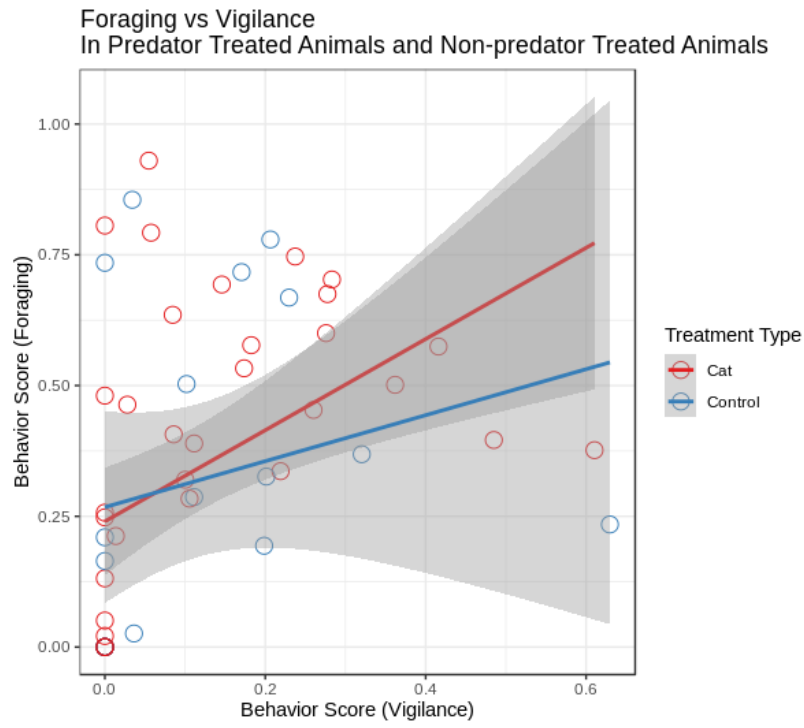 Foraging vs Vigilance
In Predator Treated Animals and Non-predator Treated Animals
Behavior Score (Foraging)
1.00
0.75
0.50
0.25
0.00
0.0
0.2
0.4
0.6
Behavior Score (Vigilance)
Treatment Type
Cat
Control